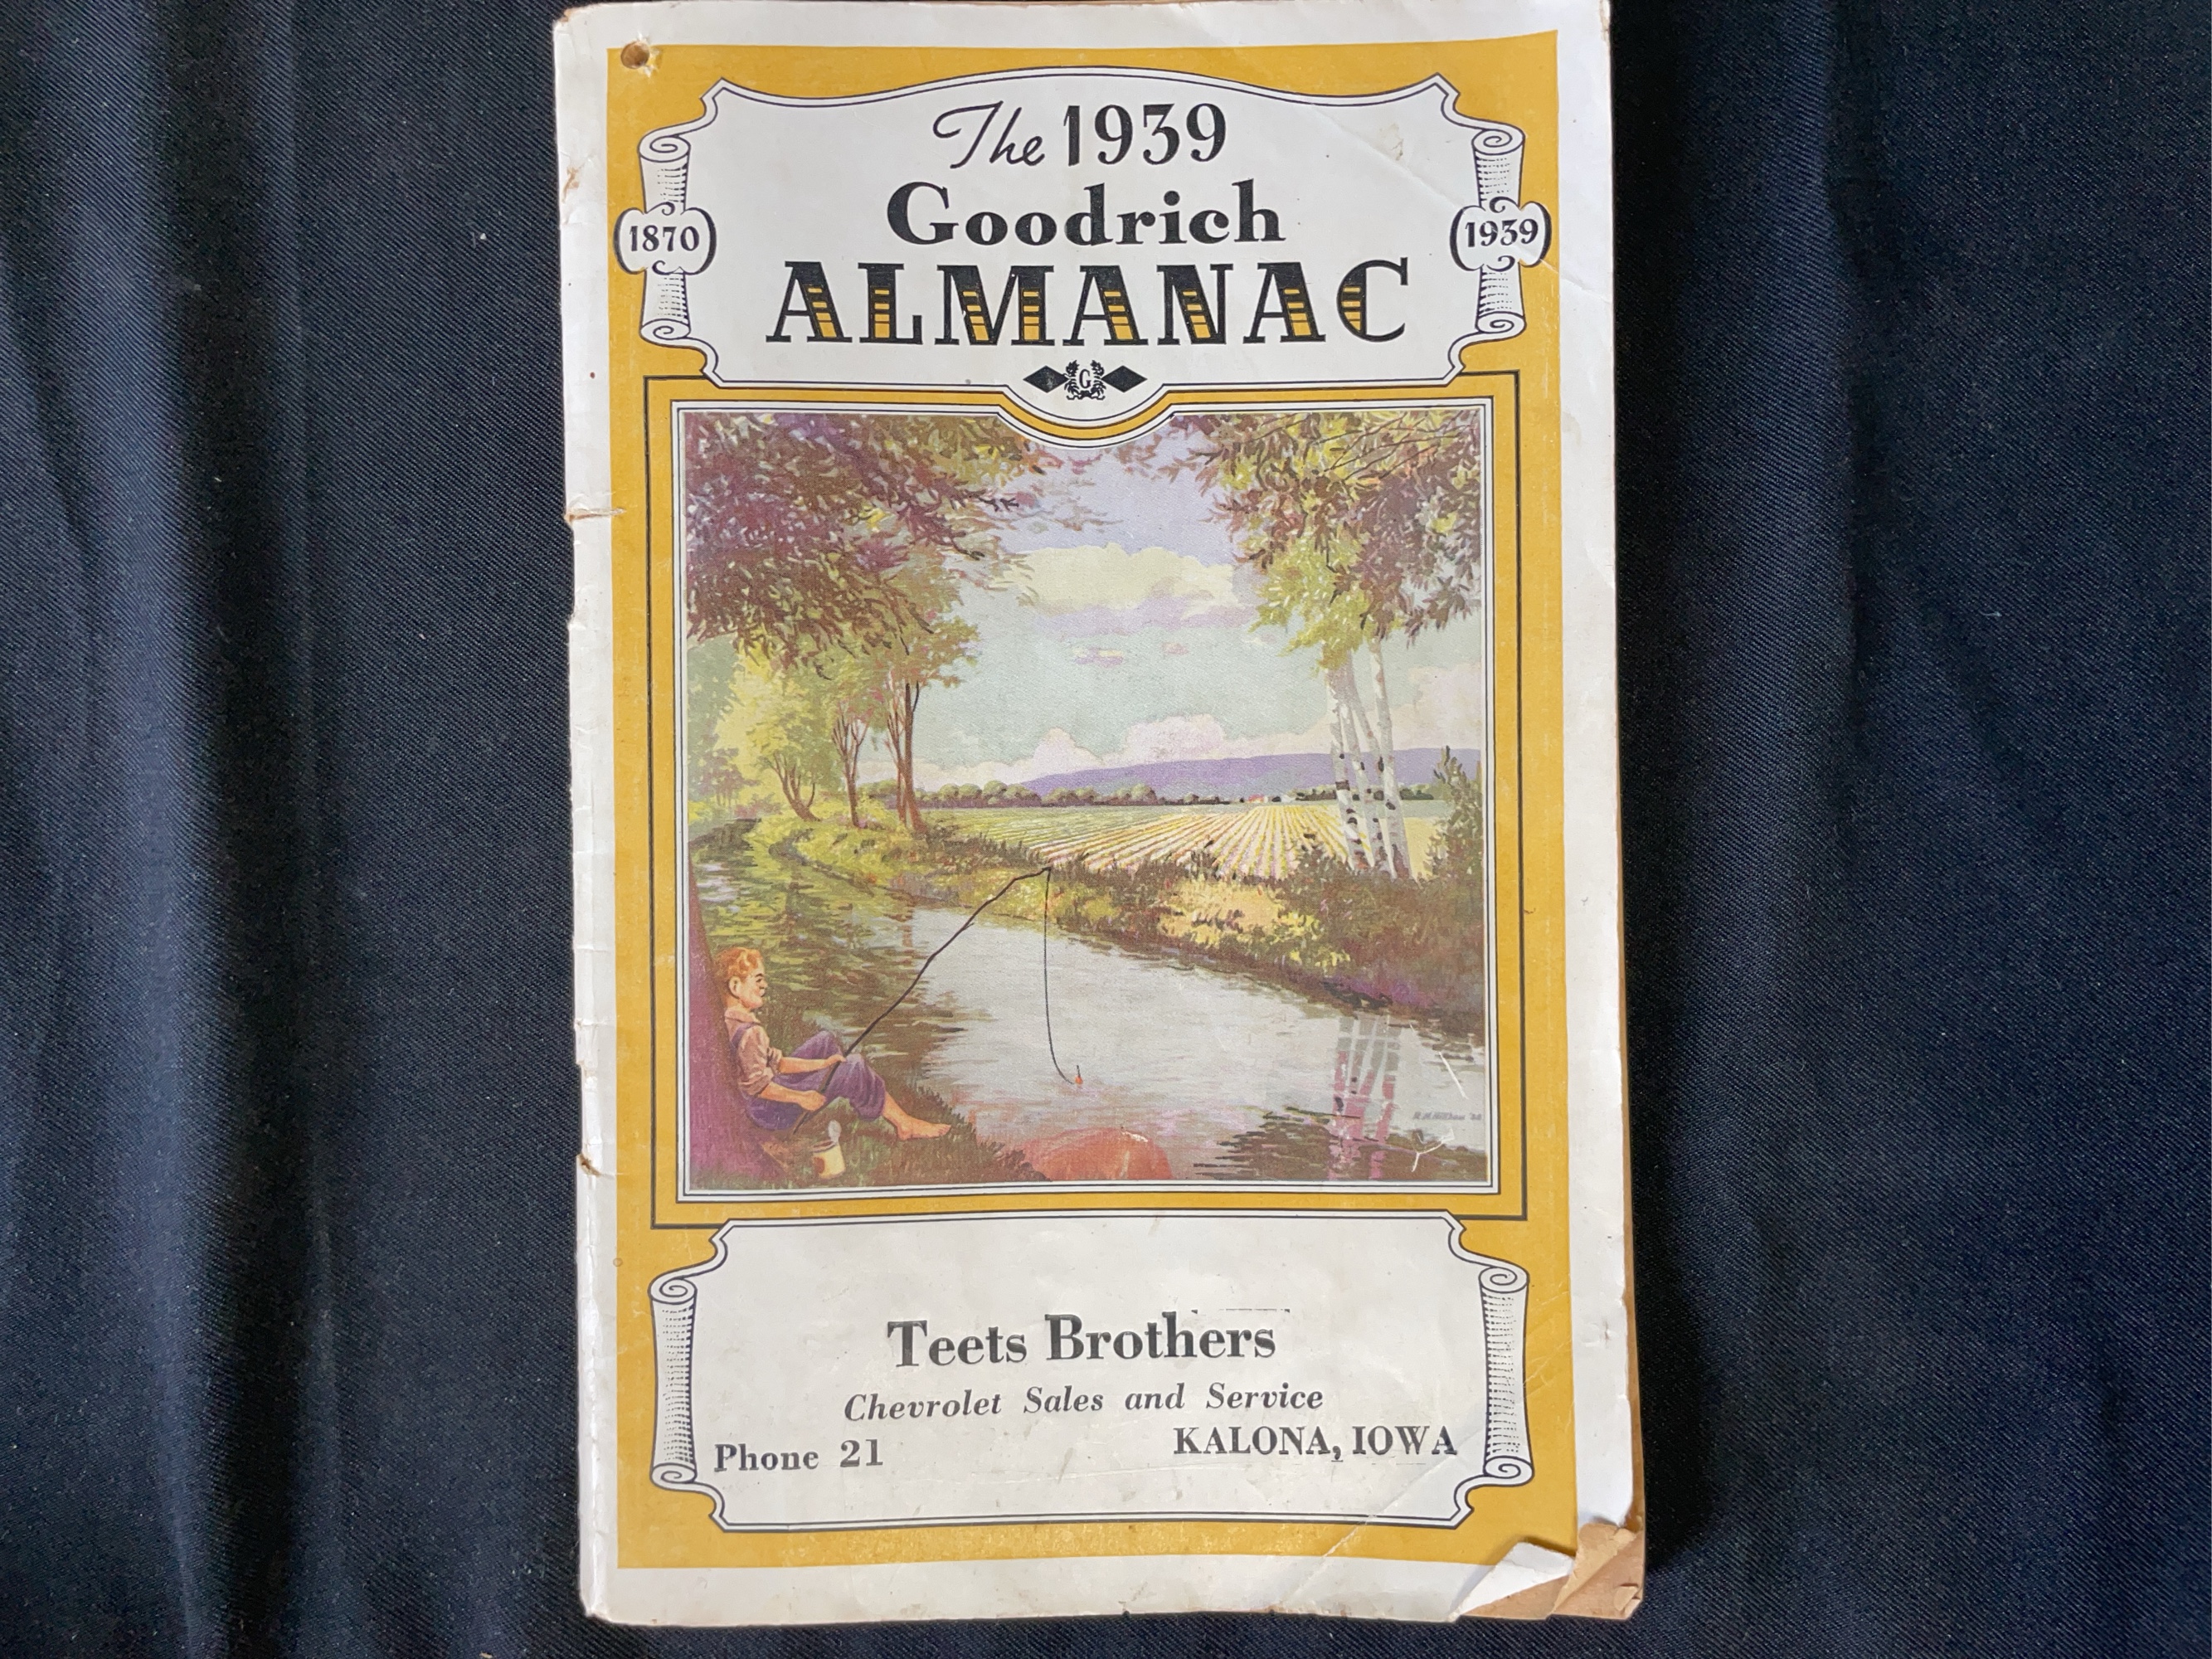 The 1939
Goodrich
1870
1939
ALMANAC
G
Teets Brothers
Chevrolet Sales and Service
KALONA, IOWA
Phone 21